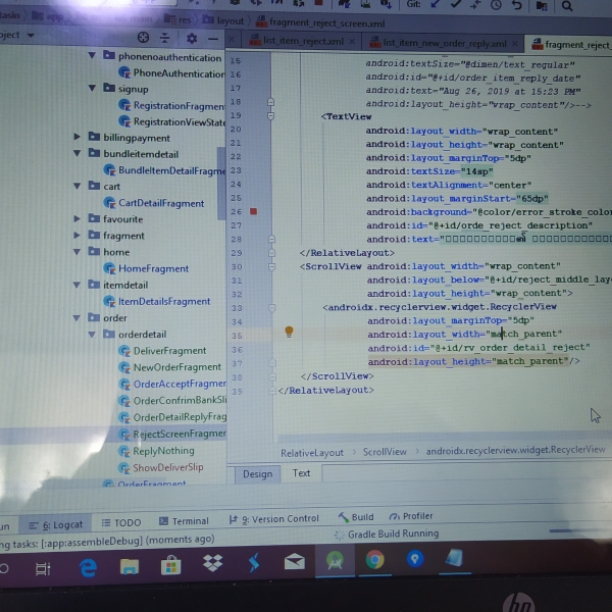 Git:
app
res
layout
fragment_reject_screen.xml
list_item_reject.xml
list_item_new_order_reply.xml
fragment_reject_
phonenoauthentication
PhoneAuthentication
signup
RegistrationFragmen
RegistrationViewState
billingpayment
bundleitemdetail
BundleItemDetailFragme
cart
CartDetailFragment
favourite
fragment
home
HomeFragment
itemdetail
ItemDetailsFragment
order
orderdetail
DeliverFragment
NewOrderFragment
OrderAcceptFragmen
OrderConfrimBankSli
OrderDetailReplyFrag
RejectScreenFragmen
ReplyNothing
ShowDeliverSlip
OrderFragment
15 android:textSize="@dimen/text_regular"
16 android:id="@+id/order_item_reply_date"
17 android:text="Aug 26, 2019 at 15:23 PM"
18 android:layout_height="wrap_content"/>-->
19 <TextView
20 android:layout_width="wrap_content"
21 android:layout_height="wrap_content"
22 android:layout_marginTop="5dp"
23 android:textSize="14sp"
24 android:textAlignment="center"
25 android:layout_marginStart="65dp"
26 android:background="@color/error_stroke_colo
27 android:id="@+id/orde_reject_description"
28 android:text="
29 </RelativeLayout>
30 <ScrollView android:layout_width="wrap_content"
31 android:layout_below="@+id/reject_middle_layo
32 android:layout_height="wrap_content">
33 <androidx.recyclerview.widget.RecyclerView
34 android:layout_marginTop="5dp"
35 android:layout_width="match_parent"
36 android:id="@+id/rv_order_detail_reject"
37 android:layout_height="match_parent"/>
38 </ScrollView>
39 </RelativeLayout>
RelativeLayout › ScrollView › androidx.recyclerview.widget.RecyclerView
Design Text
un 6: Logcat TODO Terminal 9: Version Control Build Profiler
ng tasks: [:app:assembleDebug] (moments ago) Gradle Build Running
hp